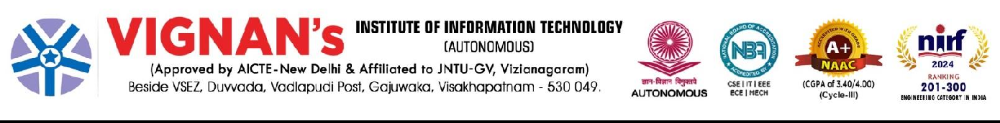 VIGNAN's INSTITUTE OF INFORMATION TECHNOLOGY
(AUTONOMOUS)
(Approved by AICTE-New Delhi & Affiliated to JNTU-GV, Vizianagaram)
Beside VSEZ, Duvvada, Vadlapudi Post, Gajuwaka, Visakhapatnam - 530 049.
ज्ञान-विज्ञान विमुक्तये
AUTONOMOUS
NATIONAL BOARD OF ACCREDITATION
NBA
ACCREDITED BY
CSE | IT | EEE
ECE | MECH
ACCREDITED WITH GRADE
A+
NAAC
(CGPA of 3.40/4.00)
(Cycle-III)
nirf
2024
RANKING
201-300
ENGINEERING CATEGORY IN INDIA